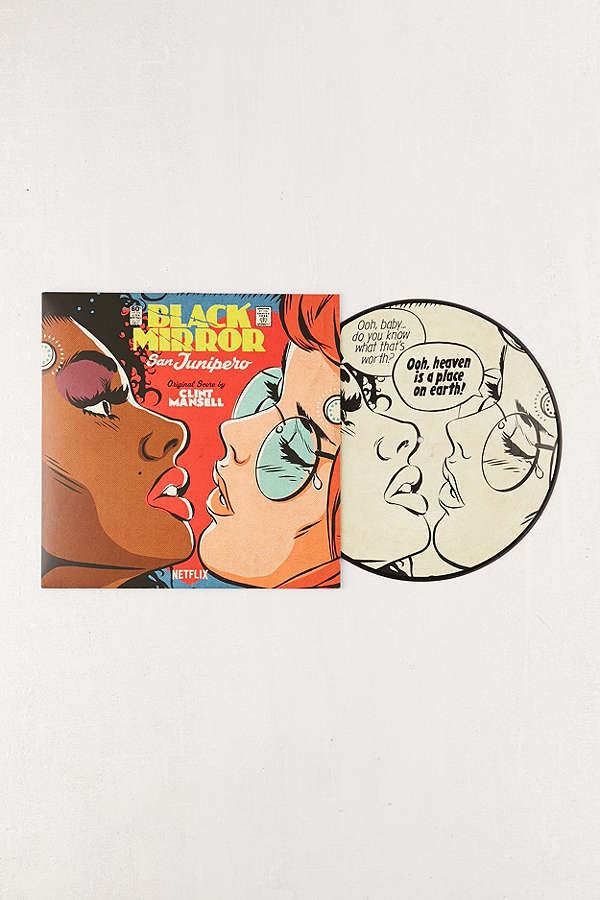 60¢
BLACK
MIRROR
San Junipero
Original Score by
CLINT
MANSELL
NETFLIX
Ooh, baby...
do you know
what that's
worth?
Ooh, heaven
is a place
on earth!